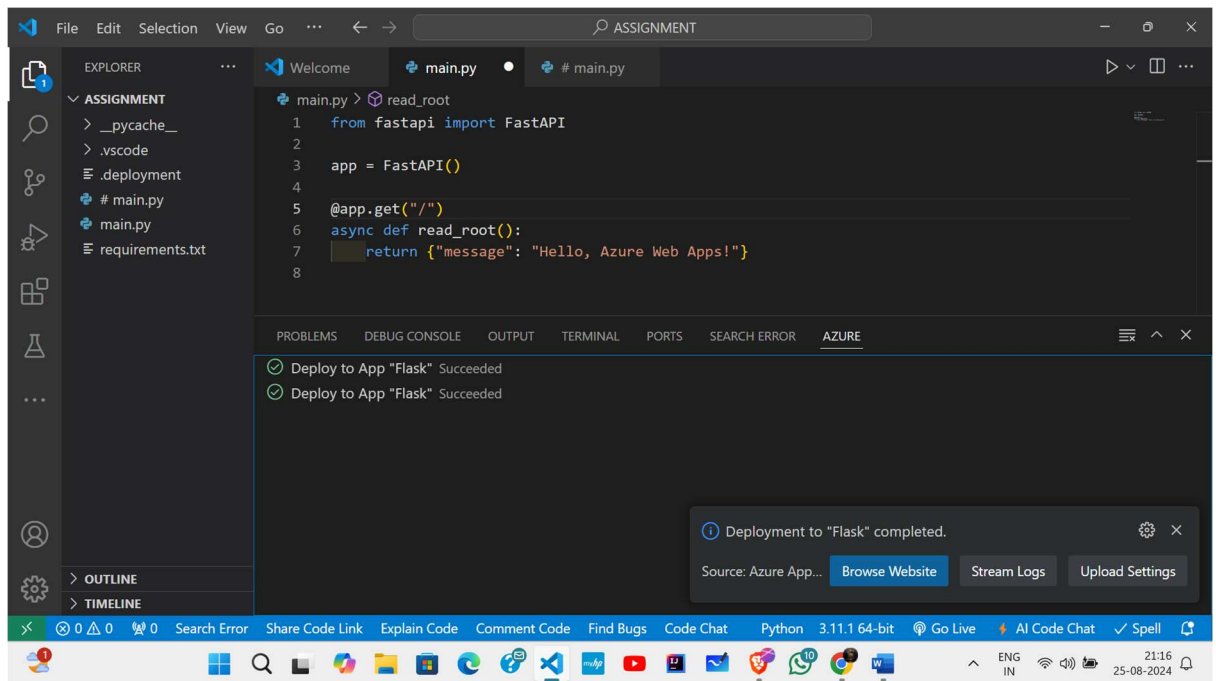 File Edit Selection View Go ··· ← → ASSIGNMENT
EXPLORER ···
1
Welcome main.py # main.py
ASSIGNMENT
__pycache__
.vscode
.deployment
# main.py
main.py
requirements.txt
OUTLINE
TIMELINE
main.py > read_root
1 from fastapi import FastAPI
2
3 app = FastAPI()
4
5 @app.get("/")
6 async def read_root():
7 return {"message": "Hello, Azure Web Apps!"}
8
PROBLEMS DEBUG CONSOLE OUTPUT TERMINAL PORTS SEARCH ERROR AZURE
Deploy to App "Flask" Succeeded
Deploy to App "Flask" Succeeded
Deployment to "Flask" completed.
Source: Azure App... Browse Website Stream Logs Upload Settings
0 0 0 Search Error Share Code Link Explain Code Comment Code Find Bugs Code Chat Python 3.11.1 64-bit Go Live AI Code Chat Spell
1 myhp 10 ENG 21:16
IN 25-08-2024